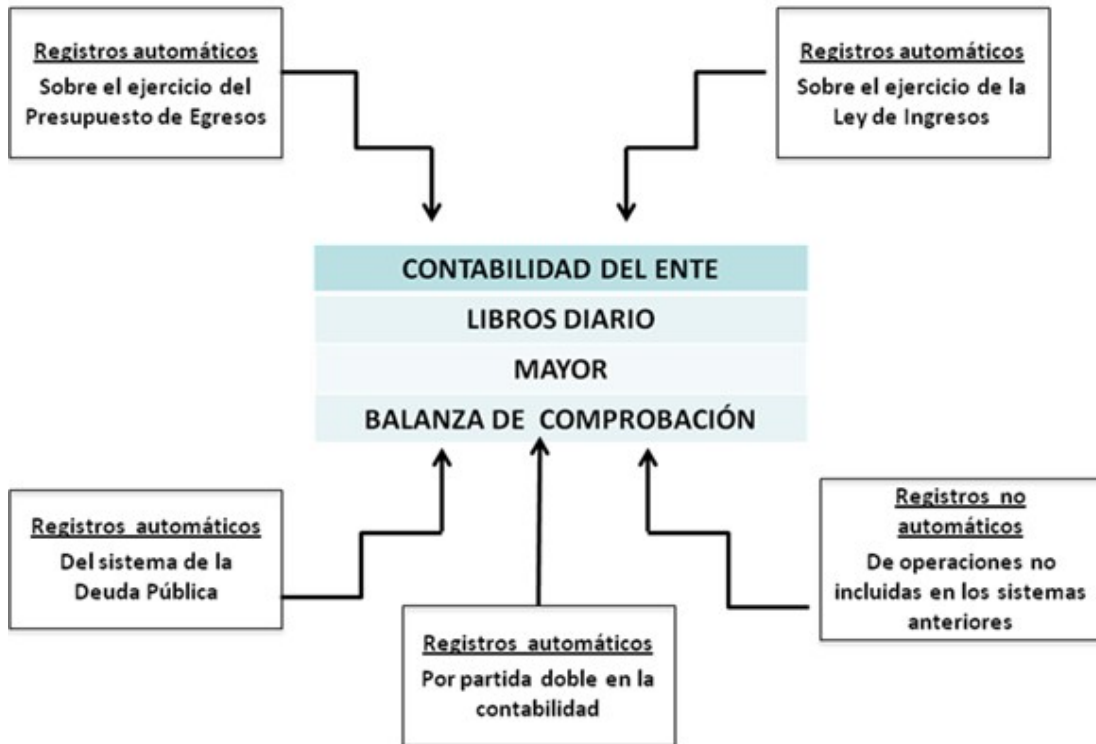 Registros automáticos
Sobre el ejercicio del
Presupuesto de Egresos
Registros automáticos
Sobre el ejercicio de la
Ley de Ingresos
CONTABILIDAD DEL ENTE
LIBROS DIARIO
MAYOR
BALANZA DE COMPROBACIÓN
Registros automáticos
Del sistema de la
Deuda Pública
Registros automáticos
Por partida doble en la
contabilidad
Registros no
automáticos
De operaciones no
incluidas en los sistemas
anteriores